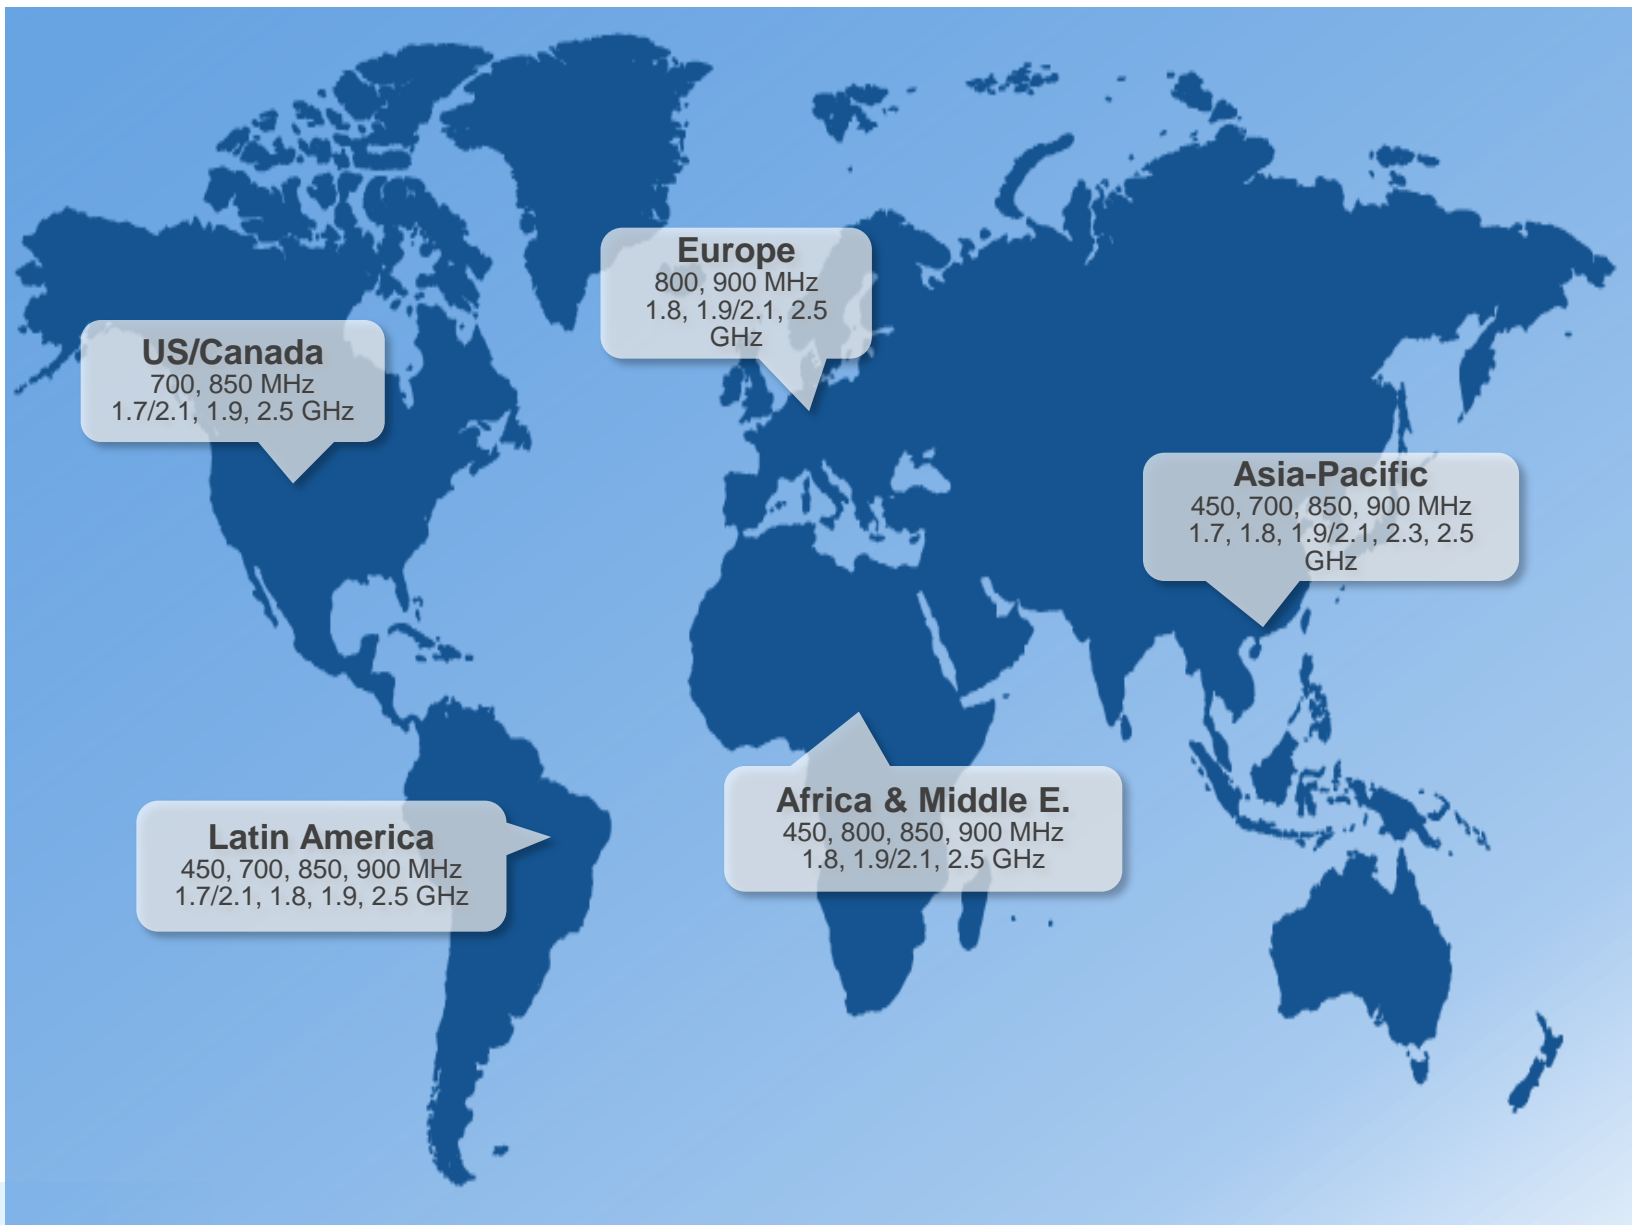 Europe
800, 900 MHz
1.8, 1.9/2.1, 2.5
GHz
US/Canada
700, 850 MHz
1.7/2.1, 1.9, 2.5 GHz
Asia-Pacific
450, 700, 850, 900 MHz
1.7, 1.8, 1.9/2.1, 2.3, 2.5
GHz
Africa & Middle E.
450, 800, 850, 900 MHz
1.8, 1.9/2.1, 2.5 GHz
Latin America
450, 700, 850, 900 MHz
1.7/2.1, 1.8, 1.9, 2.5 GHz